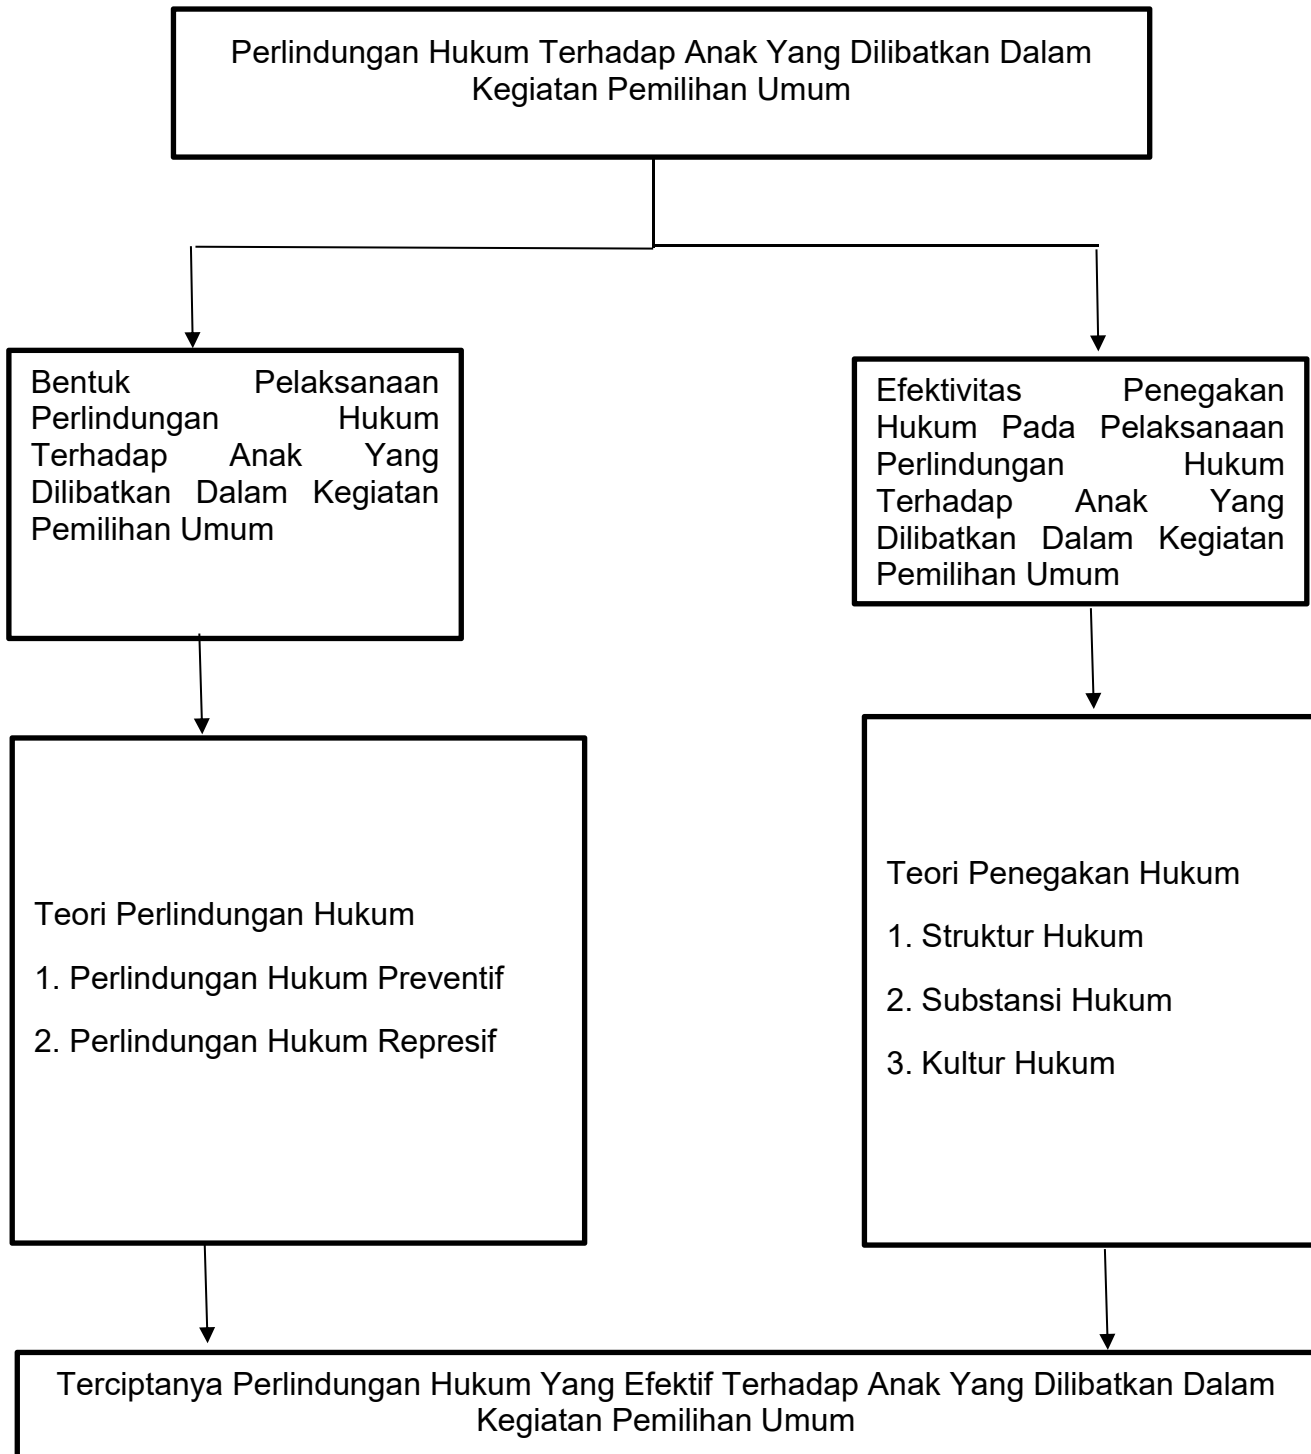 Perlindungan Hukum Terhadap Anak Yang Dilibatkan Dalam
Kegiatan Pemilihan Umum
Bentuk Pelaksanaan
Perlindungan Hukum
Terhadap Anak Yang
Dilibatkan Dalam Kegiatan
Pemilihan Umum
Efektivitas Penegakan
Hukum Pada Pelaksanaan
Perlindungan Hukum
Terhadap Anak Yang
Dilibatkan Dalam Kegiatan
Pemilihan Umum
Teori Perlindungan Hukum
1. Perlindungan Hukum Preventif
2. Perlindungan Hukum Represif
Teori Penegakan Hukum
1. Struktur Hukum
2. Substansi Hukum
3. Kultur Hukum
Terciptanya Perlindungan Hukum Yang Efektif Terhadap Anak Yang Dilibatkan Dalam
Kegiatan Pemilihan Umum